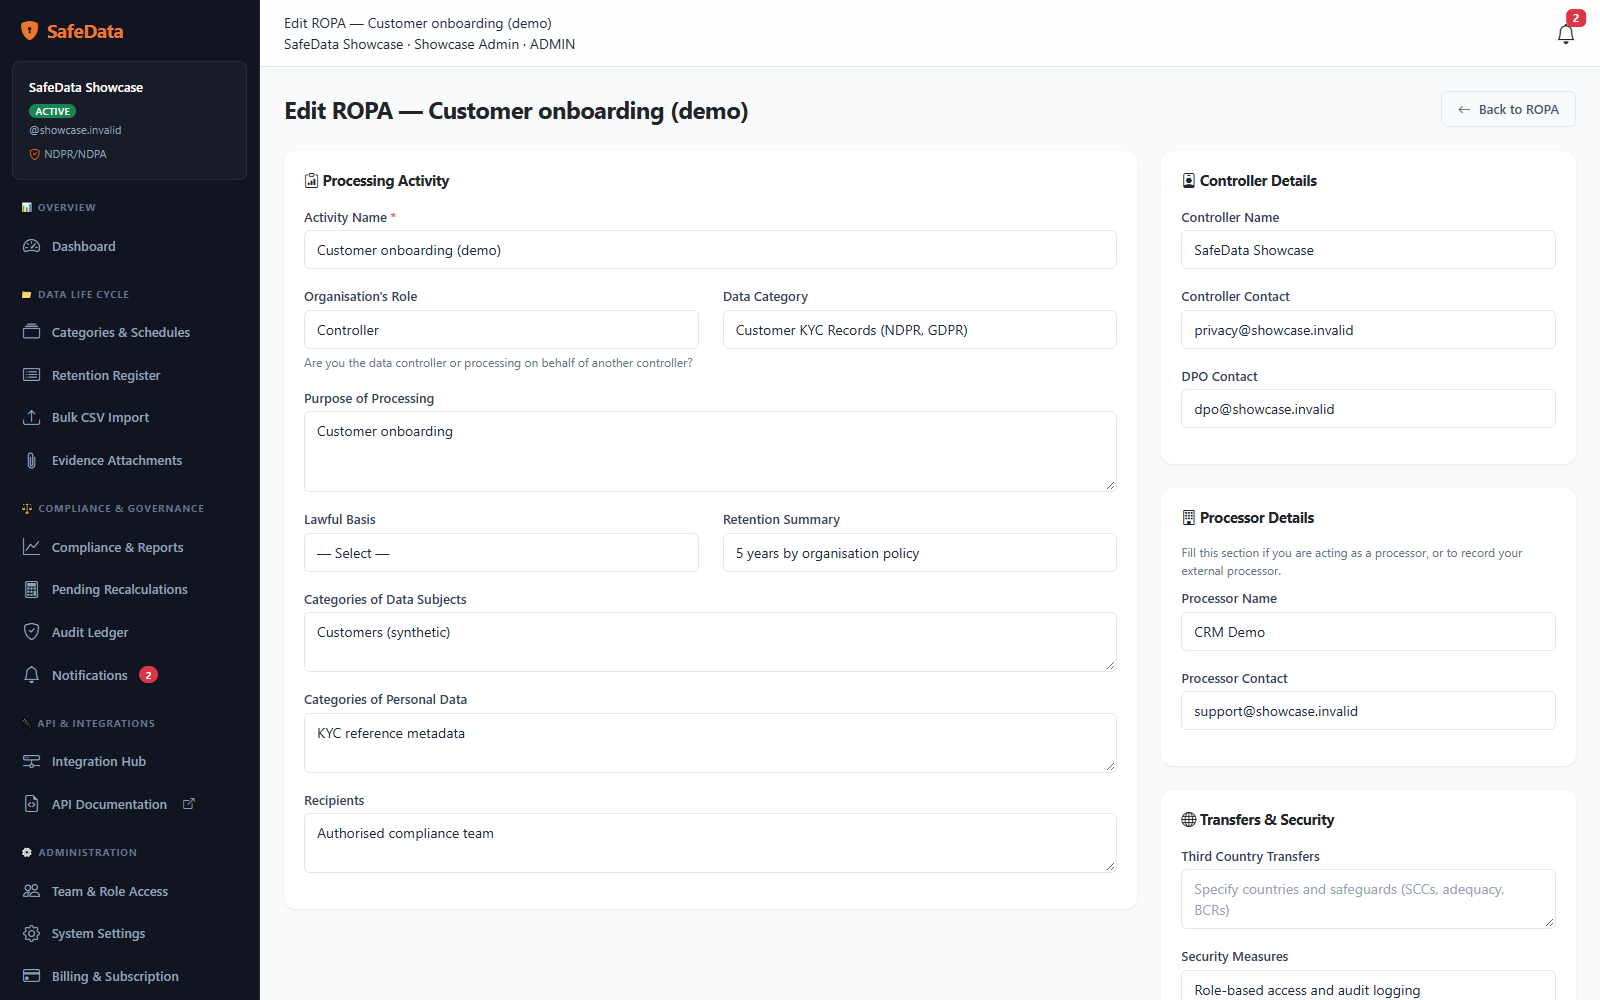 SafeData
SafeData Showcase
ACTIVE
@showcase.invalid
NDPR/NDPA
OVERVIEW
Dashboard
DATA LIFE CYCLE
Categories & Schedules
Retention Register
Bulk CSV Import
Evidence Attachments
COMPLIANCE & GOVERNANCE
Compliance & Reports
Pending Recalculations
Audit Ledger
Notifications 2
API & INTEGRATIONS
Integration Hub
API Documentation
ADMINISTRATION
Team & Role Access
System Settings
Billing & Subscription
Edit ROPA — Customer onboarding (demo)
SafeData Showcase · Showcase Admin · ADMIN
2
Edit ROPA — Customer onboarding (demo)
← Back to ROPA
Processing Activity
Activity Name *
Customer onboarding (demo)
Organisation's Role
Controller
Are you the data controller or processing on behalf of another controller?
Data Category
Customer KYC Records (NDPR, GDPR)
Purpose of Processing
Customer onboarding
Lawful Basis
— Select —
Retention Summary
5 years by organisation policy
Categories of Data Subjects
Customers (synthetic)
Categories of Personal Data
KYC reference metadata
Recipients
Authorised compliance team
Controller Details
Controller Name
SafeData Showcase
Controller Contact
privacy@showcase.invalid
DPO Contact
dpo@showcase.invalid
Processor Details
Fill this section if you are acting as a processor, or to record your
external processor.
Processor Name
CRM Demo
Processor Contact
support@showcase.invalid
Transfers & Security
Third Country Transfers
Specify countries and safeguards (SCCs, adequacy,
BCRs)
Security Measures
Role-based access and audit logging